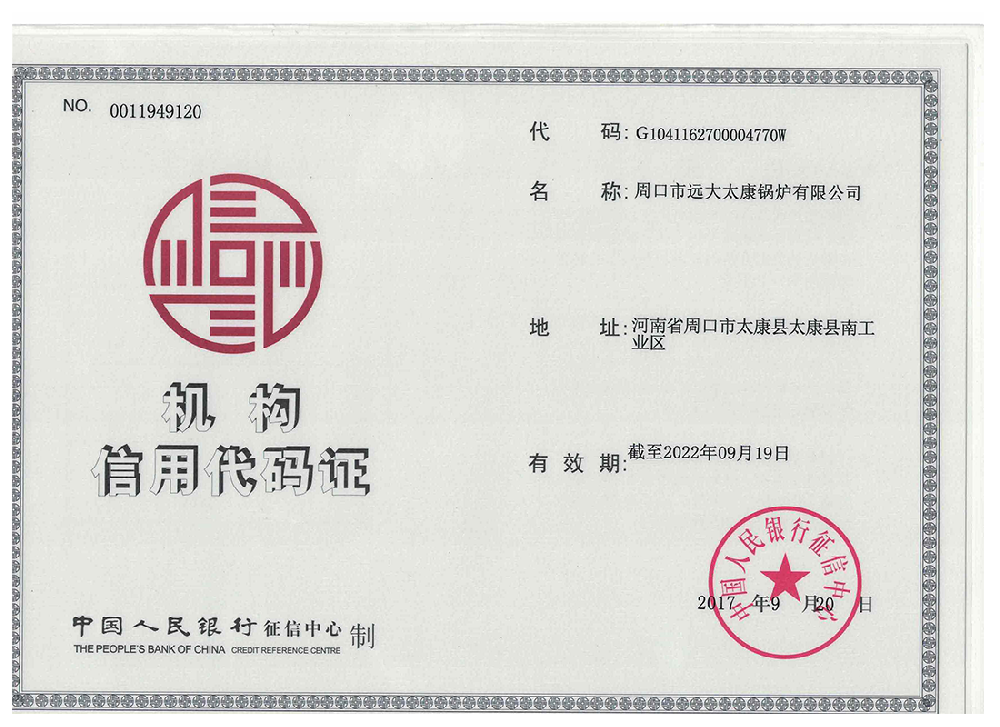 NO. 0011949120
机 构
信用代码证
中国人民银行征信中心 制
THE PEOPLE'S BANK OF CHINA CREDIT REFERENCE CENTRE
代 码: G1041162700004770W
名 称: 周口市远大太康锅炉有限公司
地 址: 河南省周口市太康县太康县南工
业区
有 效 期: 截至2022年09月19日
中国人民银行征信中心
2017 年9 月20 日